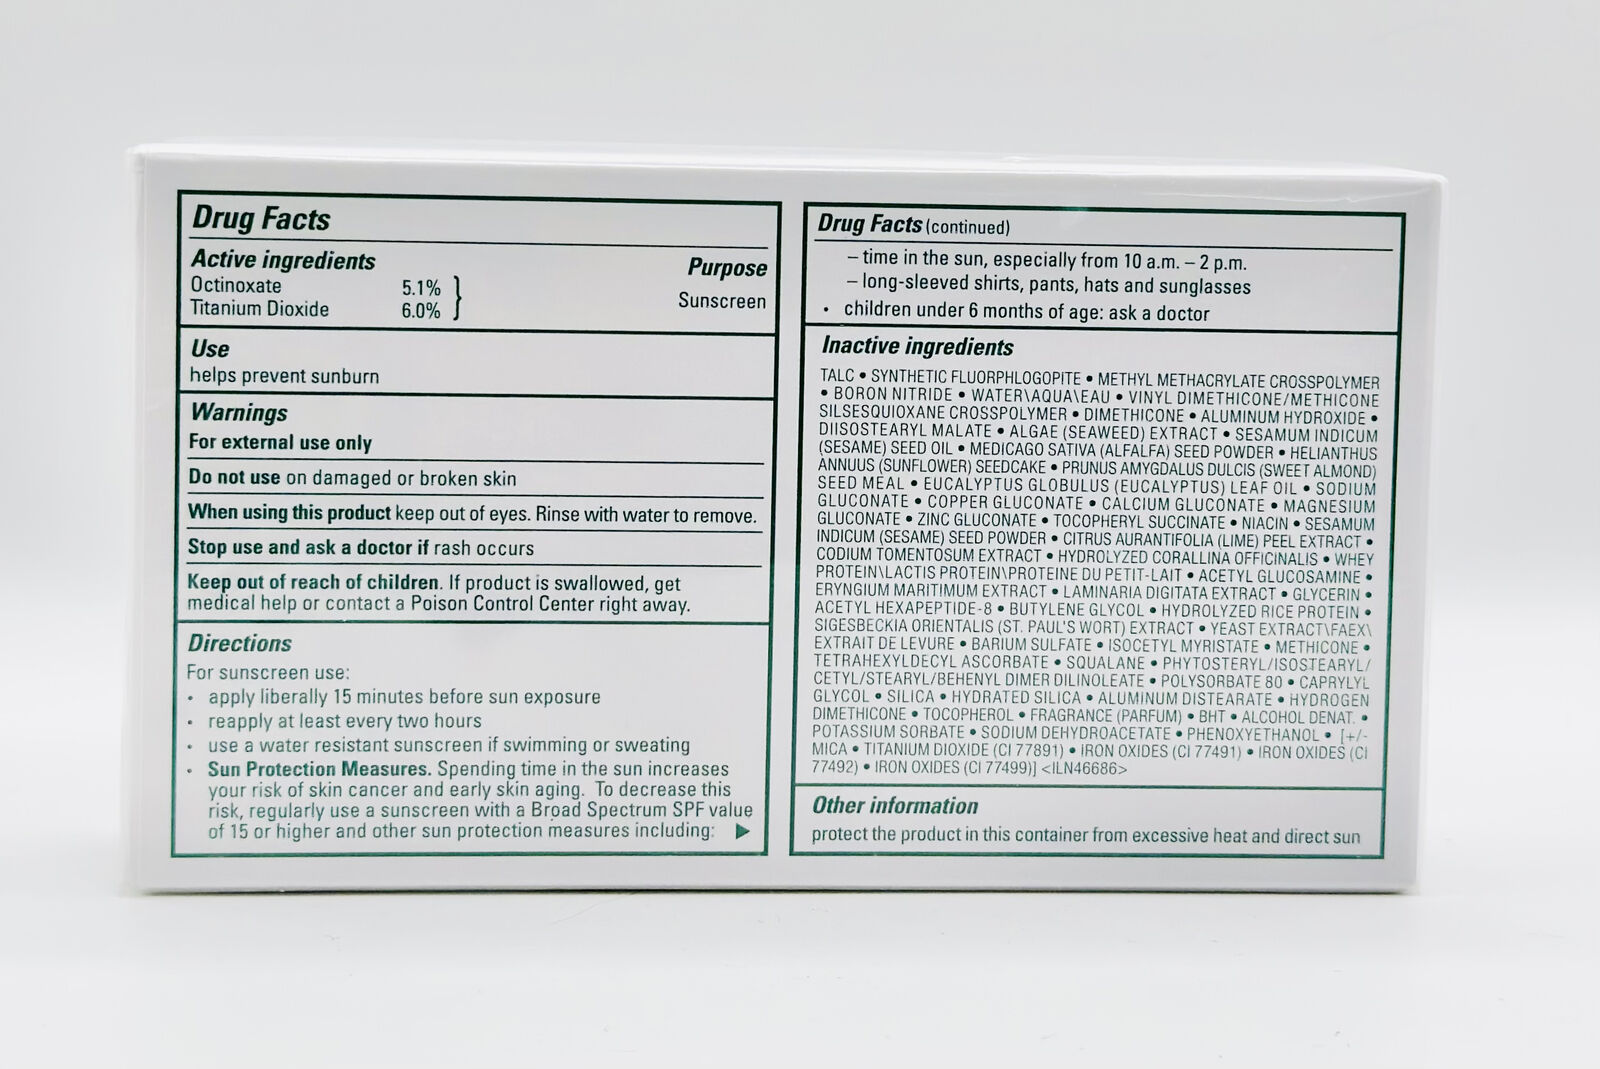 Drug Facts
Active ingredients Purpose
Octinoxate 5.1% } Sunscreen
Titanium Dioxide 6.0%
Use
helps prevent sunburn
Warnings
For external use only
Do not use on damaged or broken skin
When using this product keep out of eyes. Rinse with water to remove.
Stop use and ask a doctor if rash occurs
Keep out of reach of children. If product is swallowed, get
medical help or contact a Poison Control Center right away.
Directions
For sunscreen use:
• apply liberally 15 minutes before sun exposure
• reapply at least every two hours
• use a water resistant sunscreen if swimming or sweating
• Sun Protection Measures. Spending time in the sun increases
your risk of skin cancer and early skin aging. To decrease this
risk, regularly use a sunscreen with a Broad Spectrum SPF value
of 15 or higher and other sun protection measures including: ▶
Drug Facts (continued)
– time in the sun, especially from 10 a.m. – 2 p.m.
– long-sleeved shirts, pants, hats and sunglasses
• children under 6 months of age: ask a doctor
Inactive ingredients
TALC • SYNTHETIC FLUORPHLOGOPITE • METHYL METHACRYLATE CROSSPOLYMER
• BORON NITRIDE • WATER\AQUA\EAU • VINYL DIMETHICONE/METHICONE
SILSESQUIOXANE CROSSPOLYMER • DIMETHICONE • ALUMINUM HYDROXIDE •
DIISOSTEARYL MALATE • ALGAE (SEAWEED) EXTRACT • SESAMUM INDICUM
(SESAME) SEED OIL • MEDICAGO SATIVA (ALFALFA) SEED POWDER • HELIANTHUS
ANNUUS (SUNFLOWER) SEEDCAKE • PRUNUS AMYGDALUS DULCIS (SWEET ALMOND)
SEED MEAL • EUCALYPTUS GLOBULUS (EUCALYPTUS) LEAF OIL • SODIUM
GLUCONATE • COPPER GLUCONATE • CALCIUM GLUCONATE • MAGNESIUM
GLUCONATE • ZINC GLUCONATE • TOCOPHERYL SUCCINATE • NIACIN • SESAMUM
INDICUM (SESAME) SEED POWDER • CITRUS AURANTIFOLIA (LIME) PEEL EXTRACT •
CODIUM TOMENTOSUM EXTRACT • HYDROLYZED CORALLINA OFFICINALIS • WHEY
PROTEIN\LACTIS PROTEIN\PROTEINE DU PETIT-LAIT • ACETYL GLUCOSAMINE •
ERYNGIUM MARITIMUM EXTRACT • LAMINARIA DIGITATA EXTRACT • GLYCERIN •
ACETYL HEXAPEPTIDE-8 • BUTYLENE GLYCOL • HYDROLYZED RICE PROTEIN •
SIGESBECKIA ORIENTALIS (ST. PAUL'S WORT) EXTRACT • YEAST EXTRACT\FAEX\
EXTRAIT DE LEVURE • BARIUM SULFATE • ISOCETYL MYRISTATE • METHICONE •
TETRAHEXYLDECYL ASCORBATE • SQUALANE • PHYTOSTERYL/ISOSTEARYL/
CETYL/STEARYL/BEHENYL DIMER DILINOLEATE • POLYSORBATE 80 • CAPRYLYL
GLYCOL • SILICA • HYDRATED SILICA • ALUMINUM DISTEARATE • HYDROGEN
DIMETHICONE • TOCOPHEROL • FRAGRANCE (PARFUM) • BHT • ALCOHOL DENAT. •
POTASSIUM SORBATE • SODIUM DEHYDROACETATE • PHENOXYETHANOL • [+/-
MICA • TITANIUM DIOXIDE (CI 77891) • IRON OXIDES (CI 77491) • IRON OXIDES (CI
77492) • IRON OXIDES (CI 77499)] <ILN46686>
Other information
protect the product in this container from excessive heat and direct sun